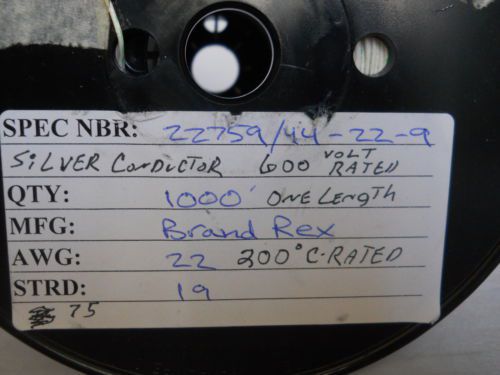 SPEC NBR: 22759/44-22-9
SILVER CONDUCTOR 600 VOLT RATED
QTY: 1000' ONE LENGTH
MFG: Brand Rex
AWG: 22 200°C-RATED
STRD: 19
75